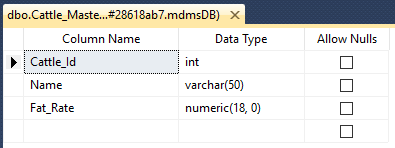 dbo.Cattle_Maste...#28618ab7.mdmsDB)
Column Name Data Type Allow Nulls
Cattle_Id int
Name varchar(50)
Fat_Rate numeric(18, 0)